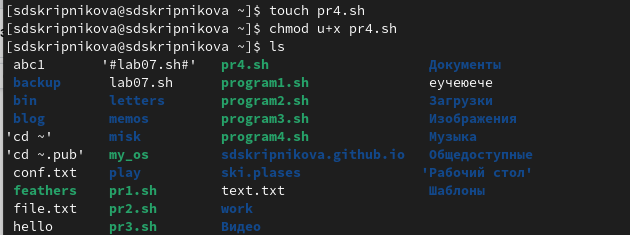 [sdskripnikova@sdskripnikova ~]$ touch pr4.sh
[sdskripnikova@sdskripnikova ~]$ chmod u+x pr4.sh
[sdskripnikova@sdskripnikova ~]$ ls
abc1 '#lab07.sh#' pr4.sh Документы
backup lab07.sh program1.sh еучеюече
bin letters program2.sh Загрузки
blog memos program3.sh Изображения
'cd ~' misk program4.sh Музыка
'cd ~.pub' my_os sdskripnikova.github.io Общедоступные
conf.txt play ski.plases 'Рабочий стол'
feathers pr1.sh text.txt Шаблоны
file.txt pr2.sh work
hello pr3.sh Видео